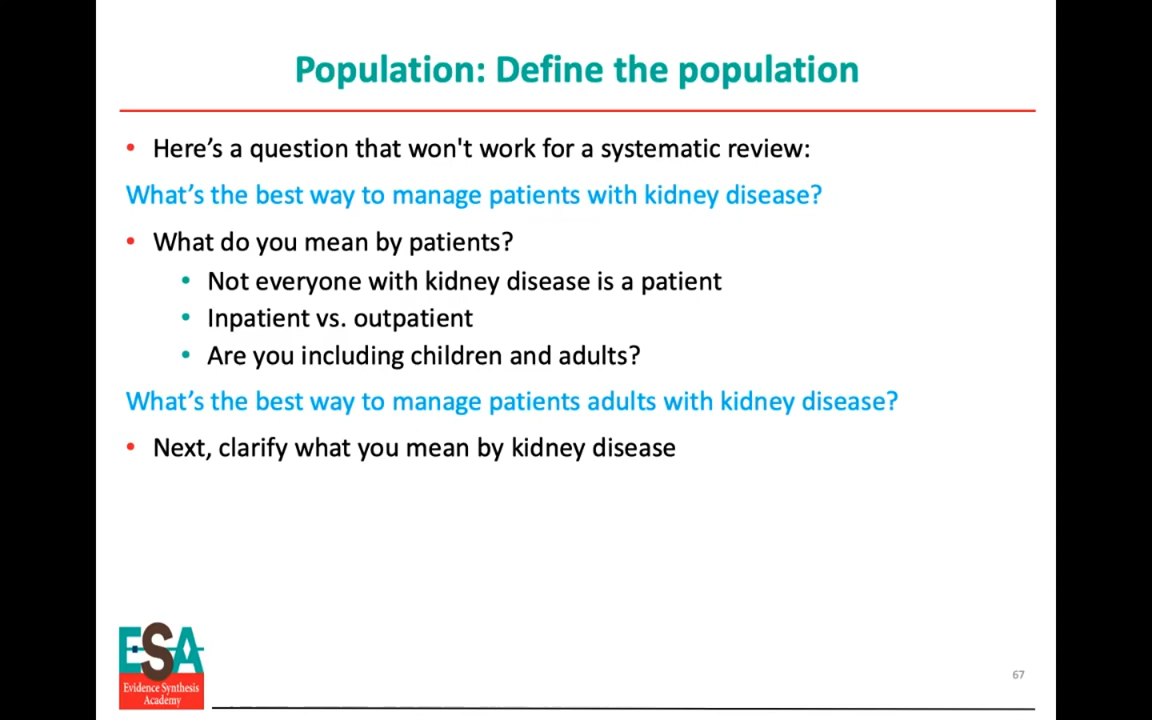 Population: Define the population
• Here’s a question that won't work for a systematic review:
What’s the best way to manage patients with kidney disease?
• What do you mean by patients?
• Not everyone with kidney disease is a patient
• Inpatient vs. outpatient
• Are you including children and adults?
What’s the best way to manage patients adults with kidney disease?
• Next, clarify what you mean by kidney disease
ESA
Evidence Synthesis
Academy
67